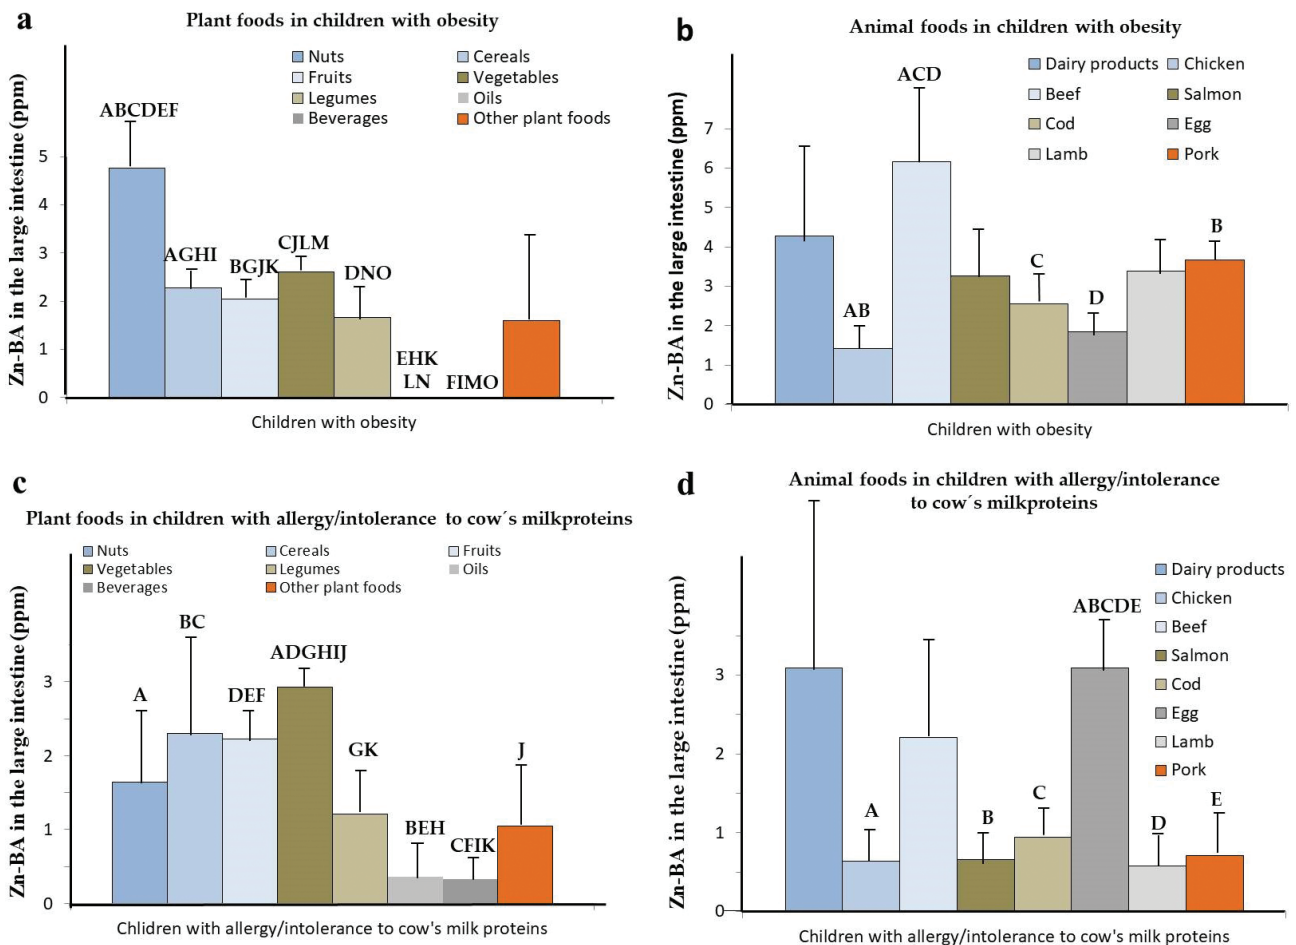 a
Plant foods in children with obesity
Nuts
Cereals
Fruits
Vegetables
Legumes
Oils
Beverages
Other plant foods
Zn-BA in the large intestine (ppm)
5
4
3
2
1
0
ABCDEF
AGHI
BGJK
CJLM
DNO
EHK
LN
FIMO
Children with obesity
b
Animal foods in children with obesity
Dairy products
Chicken
Beef
Salmon
Cod
Egg
Lamb
Pork
Zn-BA in the large intestine (ppm)
7
6
5
4
3
2
1
0
AB
ACD
C
D
B
Children with obesity
c
Plant foods in children with allergy/intolerance to cow´s milkproteins
Nuts
Cereals
Fruits
Vegetables
Legumes
Oils
Beverages
Other plant foods
Zn-BA in the large intestine (ppm)
3
2
1
0
A
BC
DEF
ADGHIJ
GK
BEH
CFIK
J
Chlidren with allergy/intolerance to cow's milk proteins
d
Animal foods in children with allergy/intolerance
to cow´s milkproteins
Dairy products
Chicken
Beef
Salmon
Cod
Egg
Lamb
Pork
Zn-BA in the large intestine (ppm)
3
2
1
0
A
B
C
ABCDE
D
E
Children with allergy/intolerance to cow's milk proteins